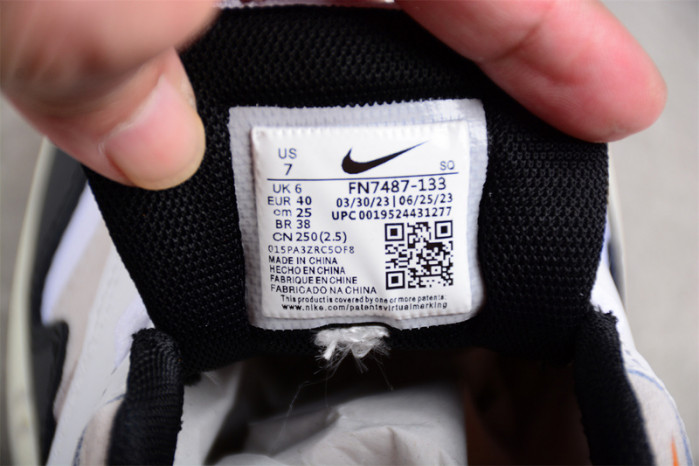 US
7
SQ
UK 6
EUR 40
cm 25
BR 38
CN 250(2.5)
FN7487-133
03/30/23 | 06/25/23
UPC0019524431277
015PA3ZRC5OF8
MADE IN CHINA
HECHO EN CHINA
FABRIQUE EN CHINE
FABRICADO NA CHINA
This product is covered by one or more patents:
www.nike.com/patentsvirtualmarking